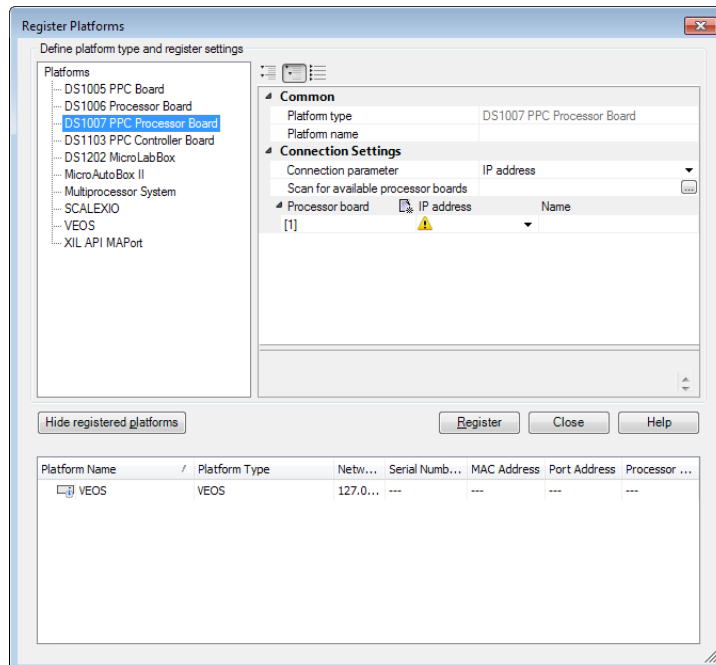 Register Platforms
Define platform type and register settings
Platforms
DS1005 PPC Board
DS1006 Processor Board
DS1007 PPC Processor Board
DS1103 PPC Controller Board
DS1202 MicroLabBox
MicroAutoBox II
Multiprocessor System
SCALEXIO
VEOS
XIL API MAPort
Common
Platform type DS1007 PPC Processor Board
Platform name
Connection Settings
Connection parameter IP address
Scan for available processor boards ...
Processor board IP address Name
[1]
Hide registered platforms Register Close Help
Platform Name / Platform Type Netw... Serial Numb... MAC Address Port Address Processor ...
VEOS VEOS 127.0... --- --- --- ---